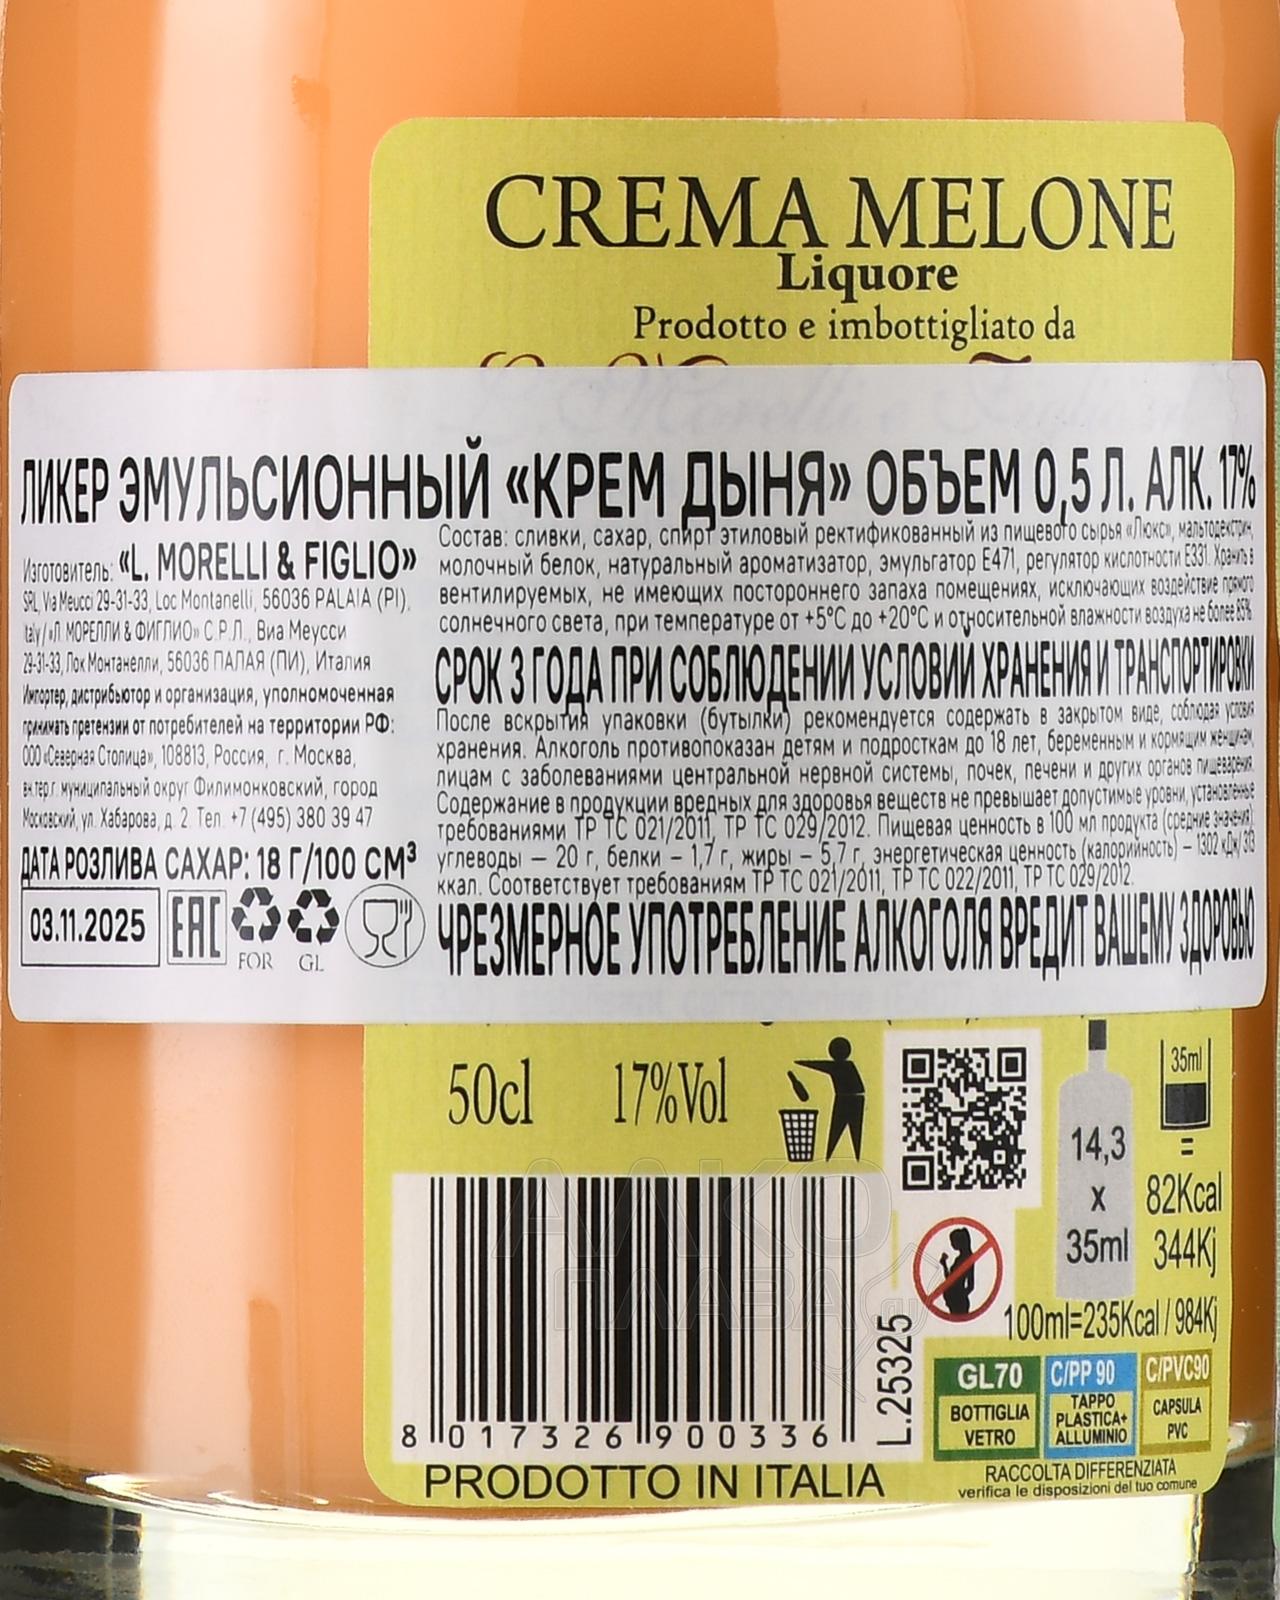 CREMA MELONE
Liquore
Prodotto e imbottigliato da
ЛИКЕР ЭМУЛЬСИОННЫЙ «КРЕМ ДЫНЯ» ОБЪЕМ 0,5 Л. АЛК. 17%
Изготовитель: «L. MORELLI & FIGLIO»
SRL, Via Meucci 29-31-33, Loc Montanelli, 56036 PALAIA (PI),
Italy / «Л. МОРЕЛЛИ & ФИГЛИО» С.Р.Л., Виа Меусси
29-31-33, Лок Монтанелли, 56036 ПАЛАЯ (ПИ), Италия
Импортер, дистрибьютор и организация, уполномоченная
принимать претензии от потребителей на территории РФ:
ООО «Северная Столица», 108813, Россия, г. Москва,
вн.тер.г. муниципальный округ Филимонковский, город
Московский, ул. Хабарова, д. 2. Тел. +7 (495) 380 39 47
ДАТА РОЗЛИВА САХАР: 18 Г/100 СМ³
03.11.2025
EAC
FOR
GL
Состав: сливки, сахар, спирт этиловый ректификованный из пищевого сырья «Люкс», мальтодекстрин,
молочный белок, натуральный ароматизатор, эмульгатор Е471, регулятор кислотности Е331. Хранить в
вентилируемых, не имеющих постороннего запаха помещениях, исключающих воздействие прямого
солнечного света, при температуре от +5°С до +20°С и относительной влажности воздуха не более 85%.
СРОК 3 ГОДА ПРИ СОБЛЮДЕНИИ УСЛОВИЙ ХРАНЕНИЯ И ТРАНСПОРТИРОВКИ
После вскрытия упаковки (бутылки) рекомендуется содержать в закрытом виде, соблюдая условия
хранения. Алкоголь противопоказан детям и подросткам до 18 лет, беременным и кормящим женщинам,
лицам с заболеваниями центральной нервной системы, почек, печени и других органов пищеварения.
Содержание в продукции вредных для здоровья веществ не превышает допустимые уровни, установленные
требованиями ТР ТС 021/2011, ТР ТС 029/2012. Пищевая ценность в 100 мл продукта (средние значения):
углеводы – 20 г, белки – 1,7 г, жиры – 5,7 г, энергетическая ценность (калорийность) – 1302 кДж/ 313
ккал. Соответствует требованиям ТР ТС 021/2011, ТР ТС 022/2011, ТР ТС 029/2012.
ЧРЕЗМЕРНОЕ УПОТРЕБЛЕНИЕ АЛКОГОЛЯ ВРЕДИТ ВАШЕМУ ЗДОРОВЬЮ
50cl 17%Vol
35ml
=
82Kcal
344Kj
14,3
x
35ml
100ml=235Kcal / 984Kj
L.25325
GL70
BOTTIGLIA
VETRO
C/PP 90
TAPPO
PLASTICA+
ALLUMINIO
C/PVC90
CAPSULA
PVC
RACCOLTA DIFFERENZIATA
verifica le disposizioni del tuo comune
8 017326 900336
PRODOTTO IN ITALIA
АЛКО
ПЛАЗА.ru